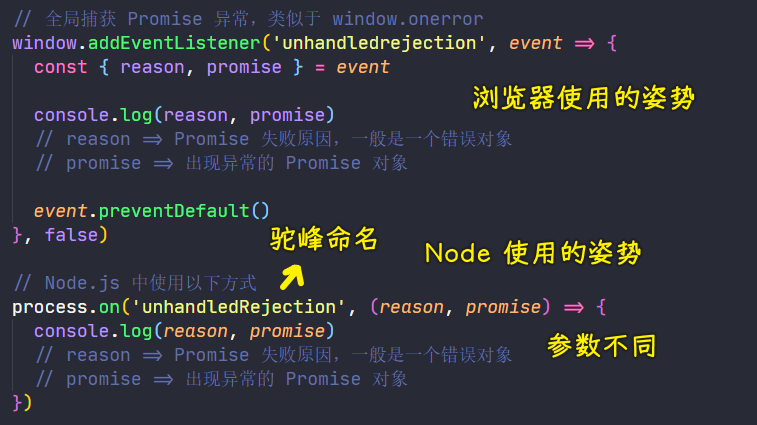 // 全局捕获 Promise 异常，类似于 window.onerror
window.addEventListener('unhandledrejection', event => {
  const { reason, promise } = event
浏览器使用的姿势
  console.log(reason, promise)
  // reason => Promise 失败原因，一般是一个错误对象
  // promise => 出现异常的 Promise 对象
  event.preventDefault()
}, false)
驼峰命名
Node 使用的姿势
// Node.js 中使用以下方式
process.on('unhandledRejection', (reason, promise) => {
  console.log(reason, promise)
参数不同
  // reason => Promise 失败原因，一般是一个错误对象
  // promise => 出现异常的 Promise 对象
})